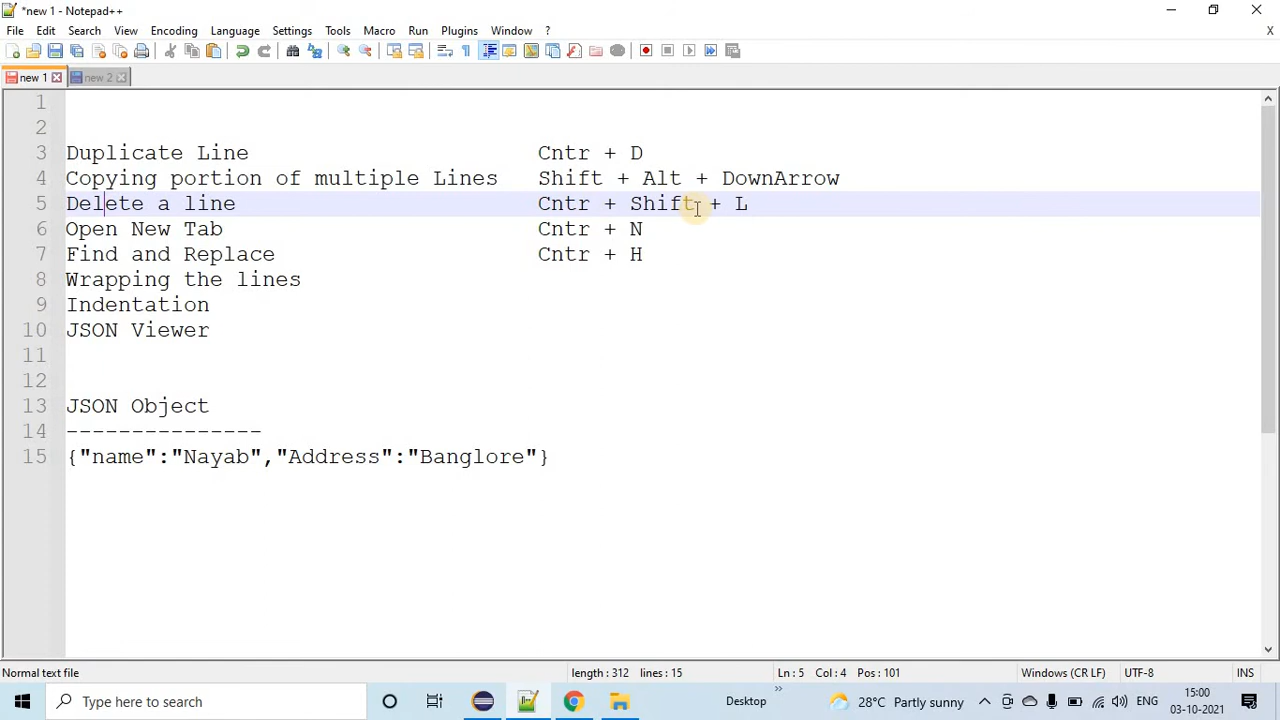 *new 1 - Notepad++
File Edit Search View Encoding Language Settings Tools Macro Run Plugins Window ? X
new 1 new 2
1
2
3 Duplicate Line Cntr + D
4 Copying portion of multiple Lines Shift + Alt + DownArrow
5 Delete a line Cntr + Shift + L
6 Open New Tab Cntr + N
7 Find and Replace Cntr + H
8 Wrapping the lines
9 Indentation
10 JSON Viewer
11
12
13 JSON Object
14 ---------------
15 {"name":"Nayab","Address":"Banglore"}
Normal text file length : 312 lines : 15 Ln : 5 Col : 4 Pos : 101 Windows (CR LF) UTF-8 INS
Type here to search Desktop » 28°C Partly sunny ENG 15:00
03-10-2021